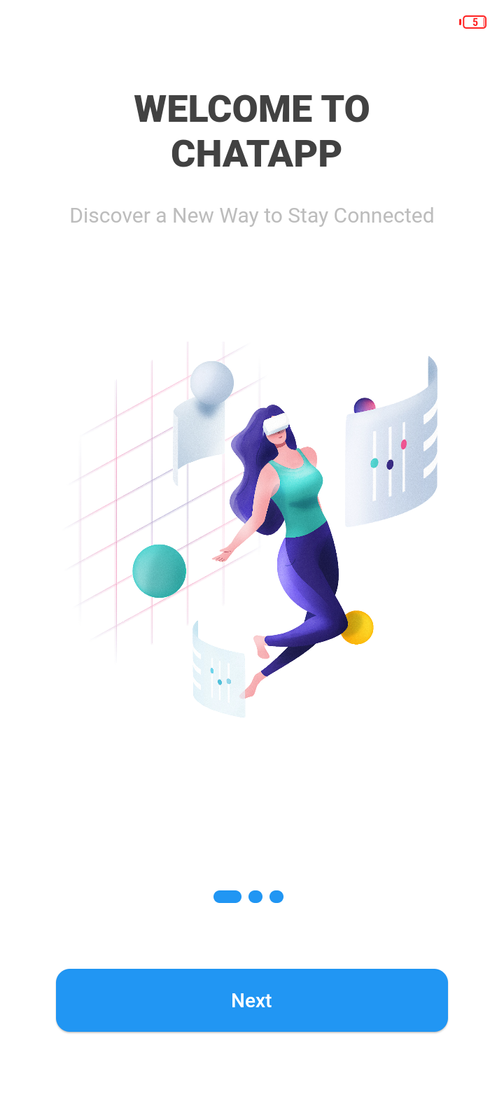 5
WELCOME TO
CHATAPP
Discover a New Way to Stay Connected
Next